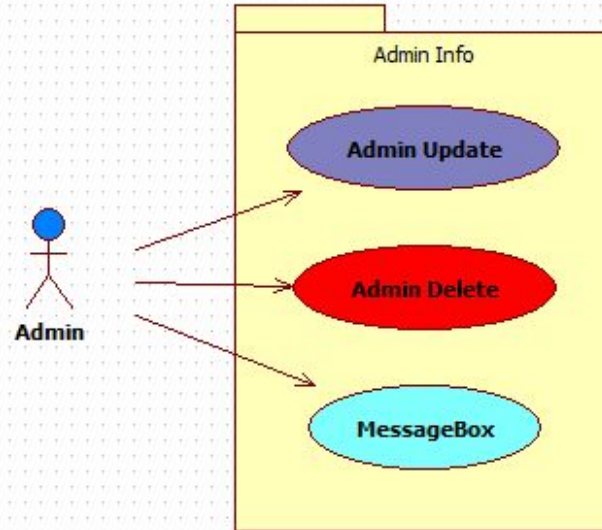 Admin Info
Admin Update
Admin Delete
Admin
MessageBox